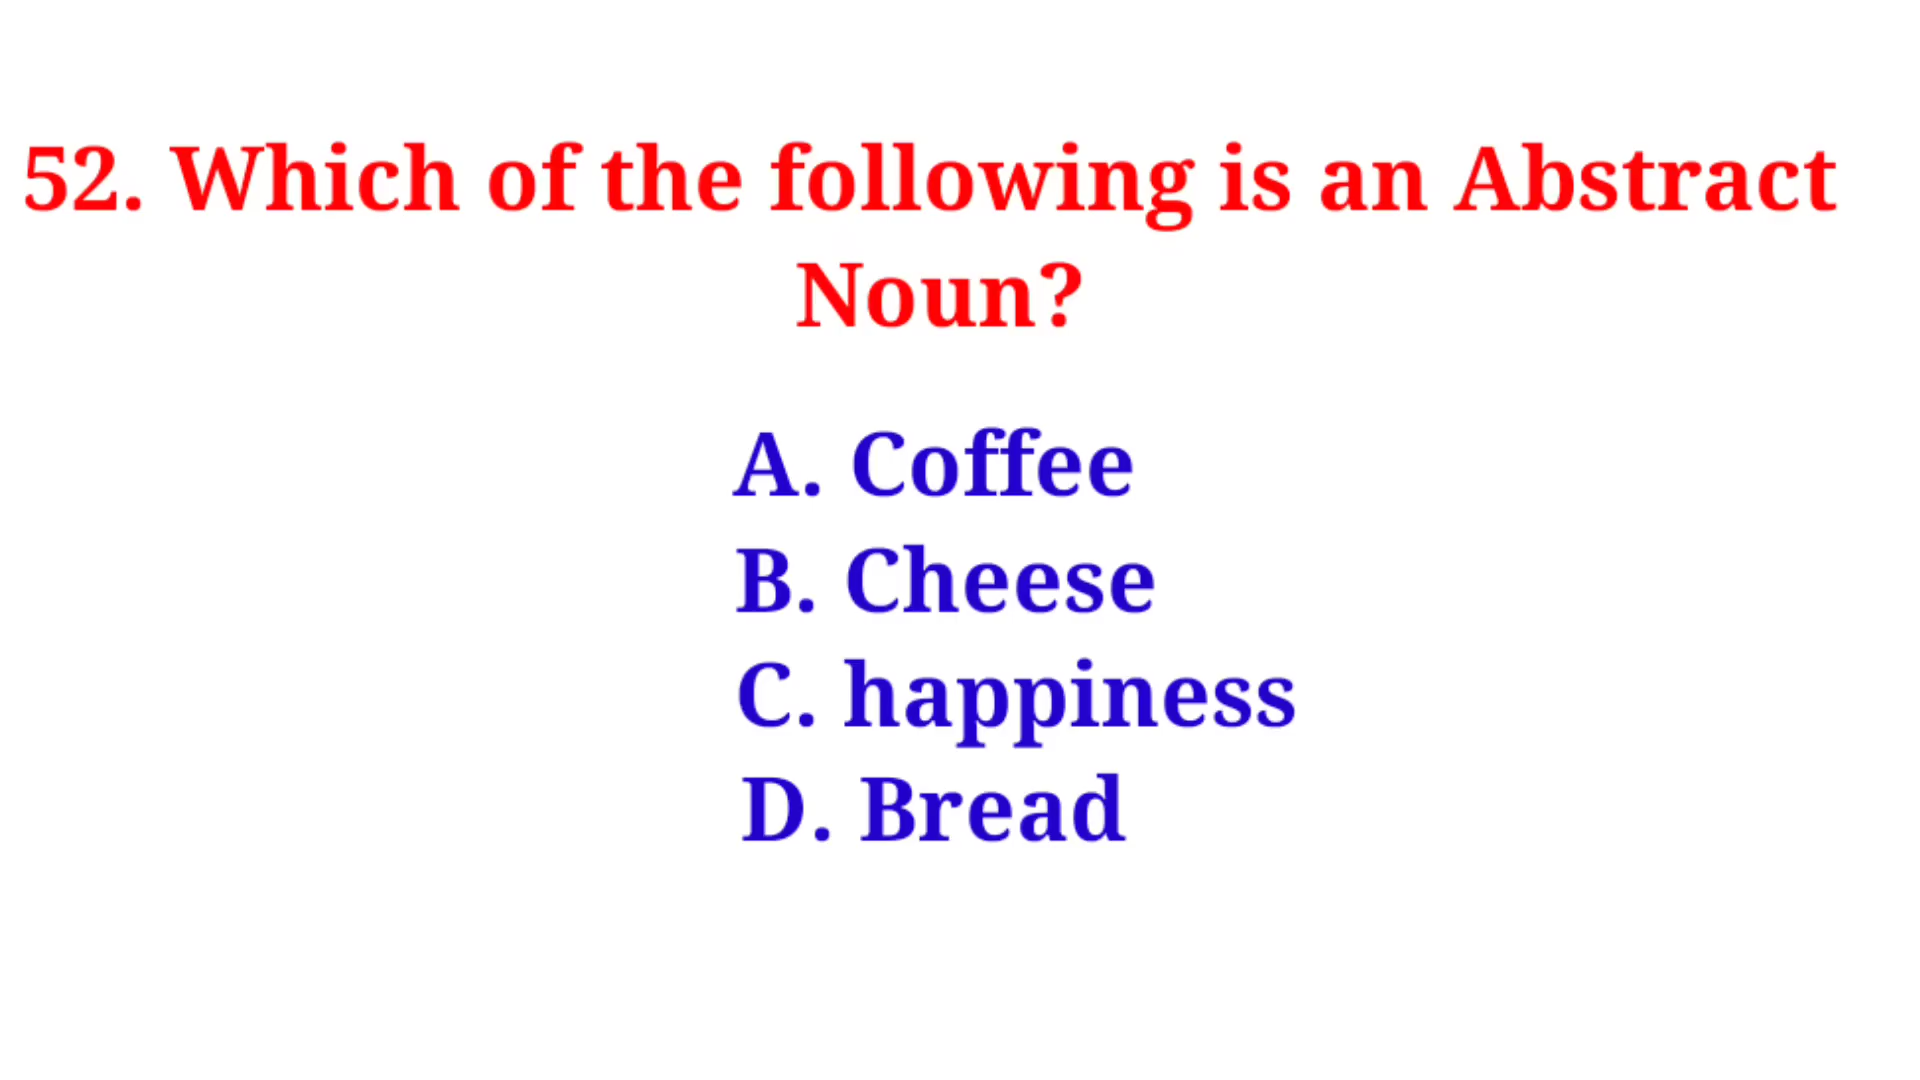 52. Which of the following is an Abstract
Noun?
A. Coffee
B. Cheese
C. happiness
D. Bread